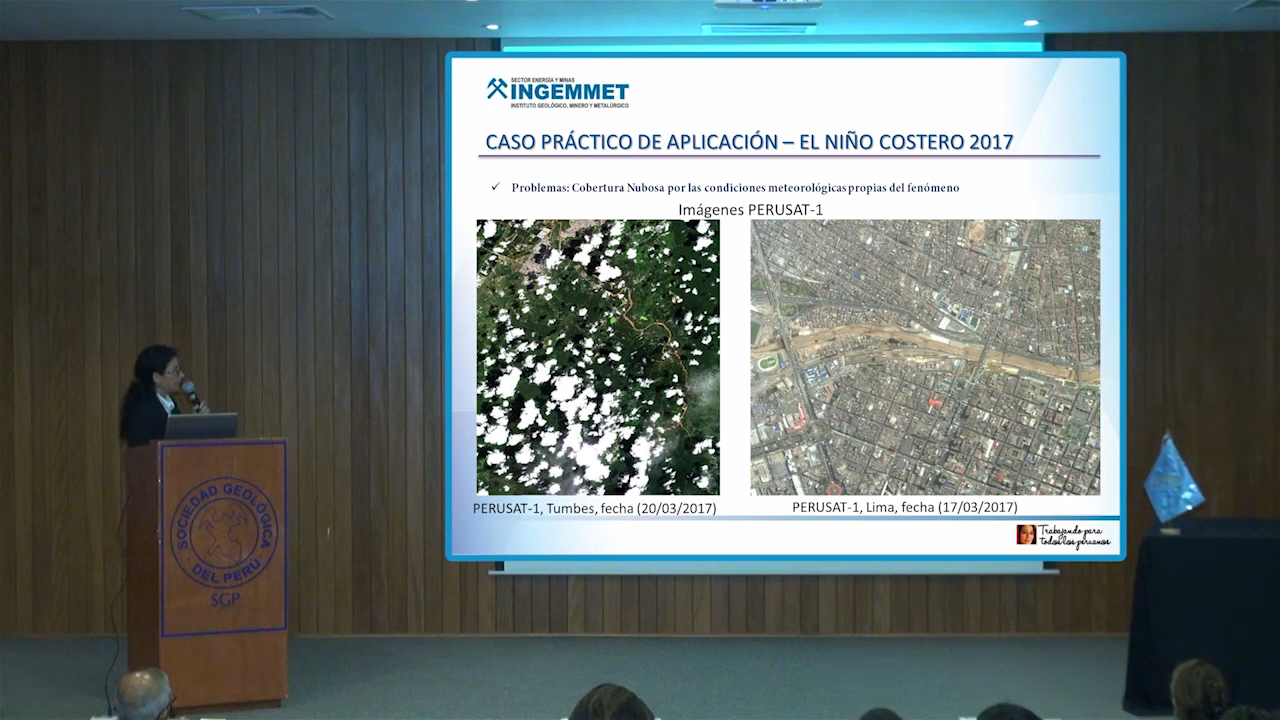 SECTOR ENERGÍA Y MINAS
INGEMMET
INSTITUTO GEOLÓGICO, MINERO Y METALÚRGICO
CASO PRÁCTICO DE APLICACIÓN – EL NIÑO COSTERO 2017
✓ Problemas: Cobertura Nubosa por las condiciones meteorológicas propias del fenómeno
Imágenes PERUSAT-1
PERUSAT-1, Tumbes, fecha (20/03/2017)
PERUSAT-1, Lima, fecha (17/03/2017)
Trabajando para
todos los peruanos
SOCIEDAD GEOLÓGICA
DEL PERÚ
SGP